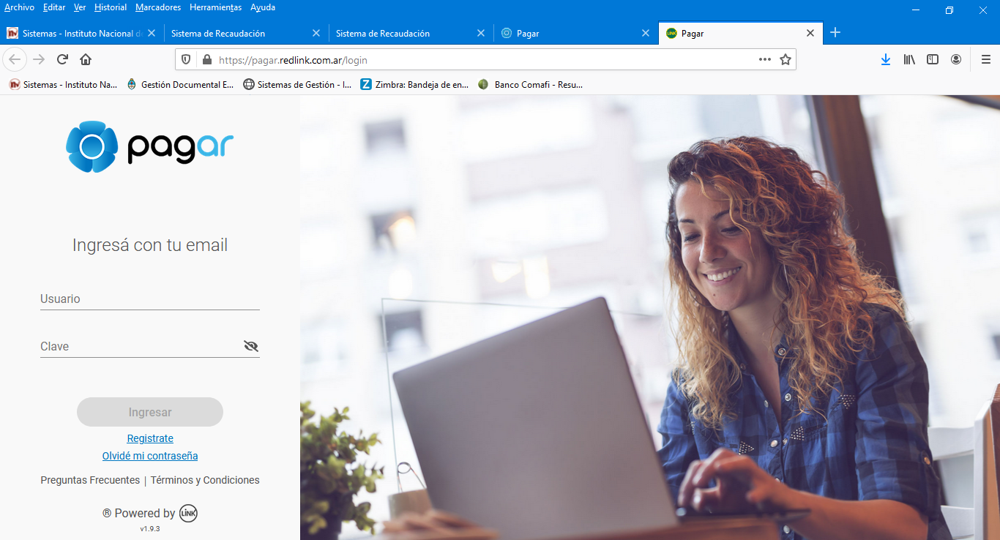 Archivo Editar Ver Historial Marcadores Herramientas Ayuda
Sistemas - Instituto Nacional d
Sistema de Recaudación
Sistema de Recaudación
Pagar
LINK Pagar
https://pagar.redlink.com.ar/login
Sistemas - Instituto Na...
Gestión Documental E...
Sistemas de Gestión - I...
Zimbra: Bandeja de en...
Banco Comafi - Resu...
pagar
Ingresá con tu email
Usuario
Clave
Ingresar
Registrate
Olvidé mi contraseña
Preguntas Frecuentes | Términos y Condiciones
® Powered by LINK
v1.9.3